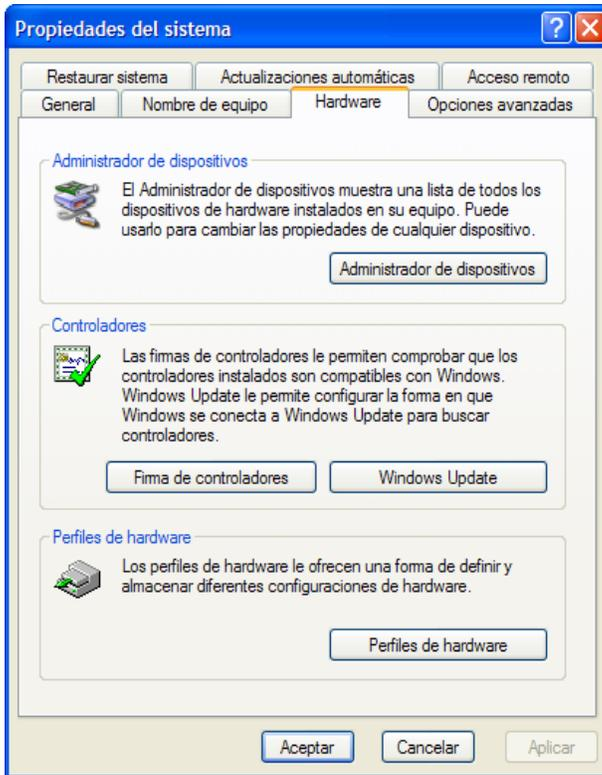 Propiedades del sistema
Restaurar sistema Actualizaciones automáticas Acceso remoto
General Nombre de equipo Hardware Opciones avanzadas
Administrador de dispositivos
El Administrador de dispositivos muestra una lista de todos los
dispositivos de hardware instalados en su equipo. Puede
usarlo para cambiar las propiedades de cualquier dispositivo.
Administrador de dispositivos
Controladores
Las firmas de controladores le permiten comprobar que los
controladores instalados son compatibles con Windows.
Windows Update le permite configurar la forma en que
Windows se conecta a Windows Update para buscar
controladores.
Firma de controladores Windows Update
Perfiles de hardware
Los perfiles de hardware le ofrecen una forma de definir y
almacenar diferentes configuraciones de hardware.
Perfiles de hardware
Aceptar Cancelar Aplicar